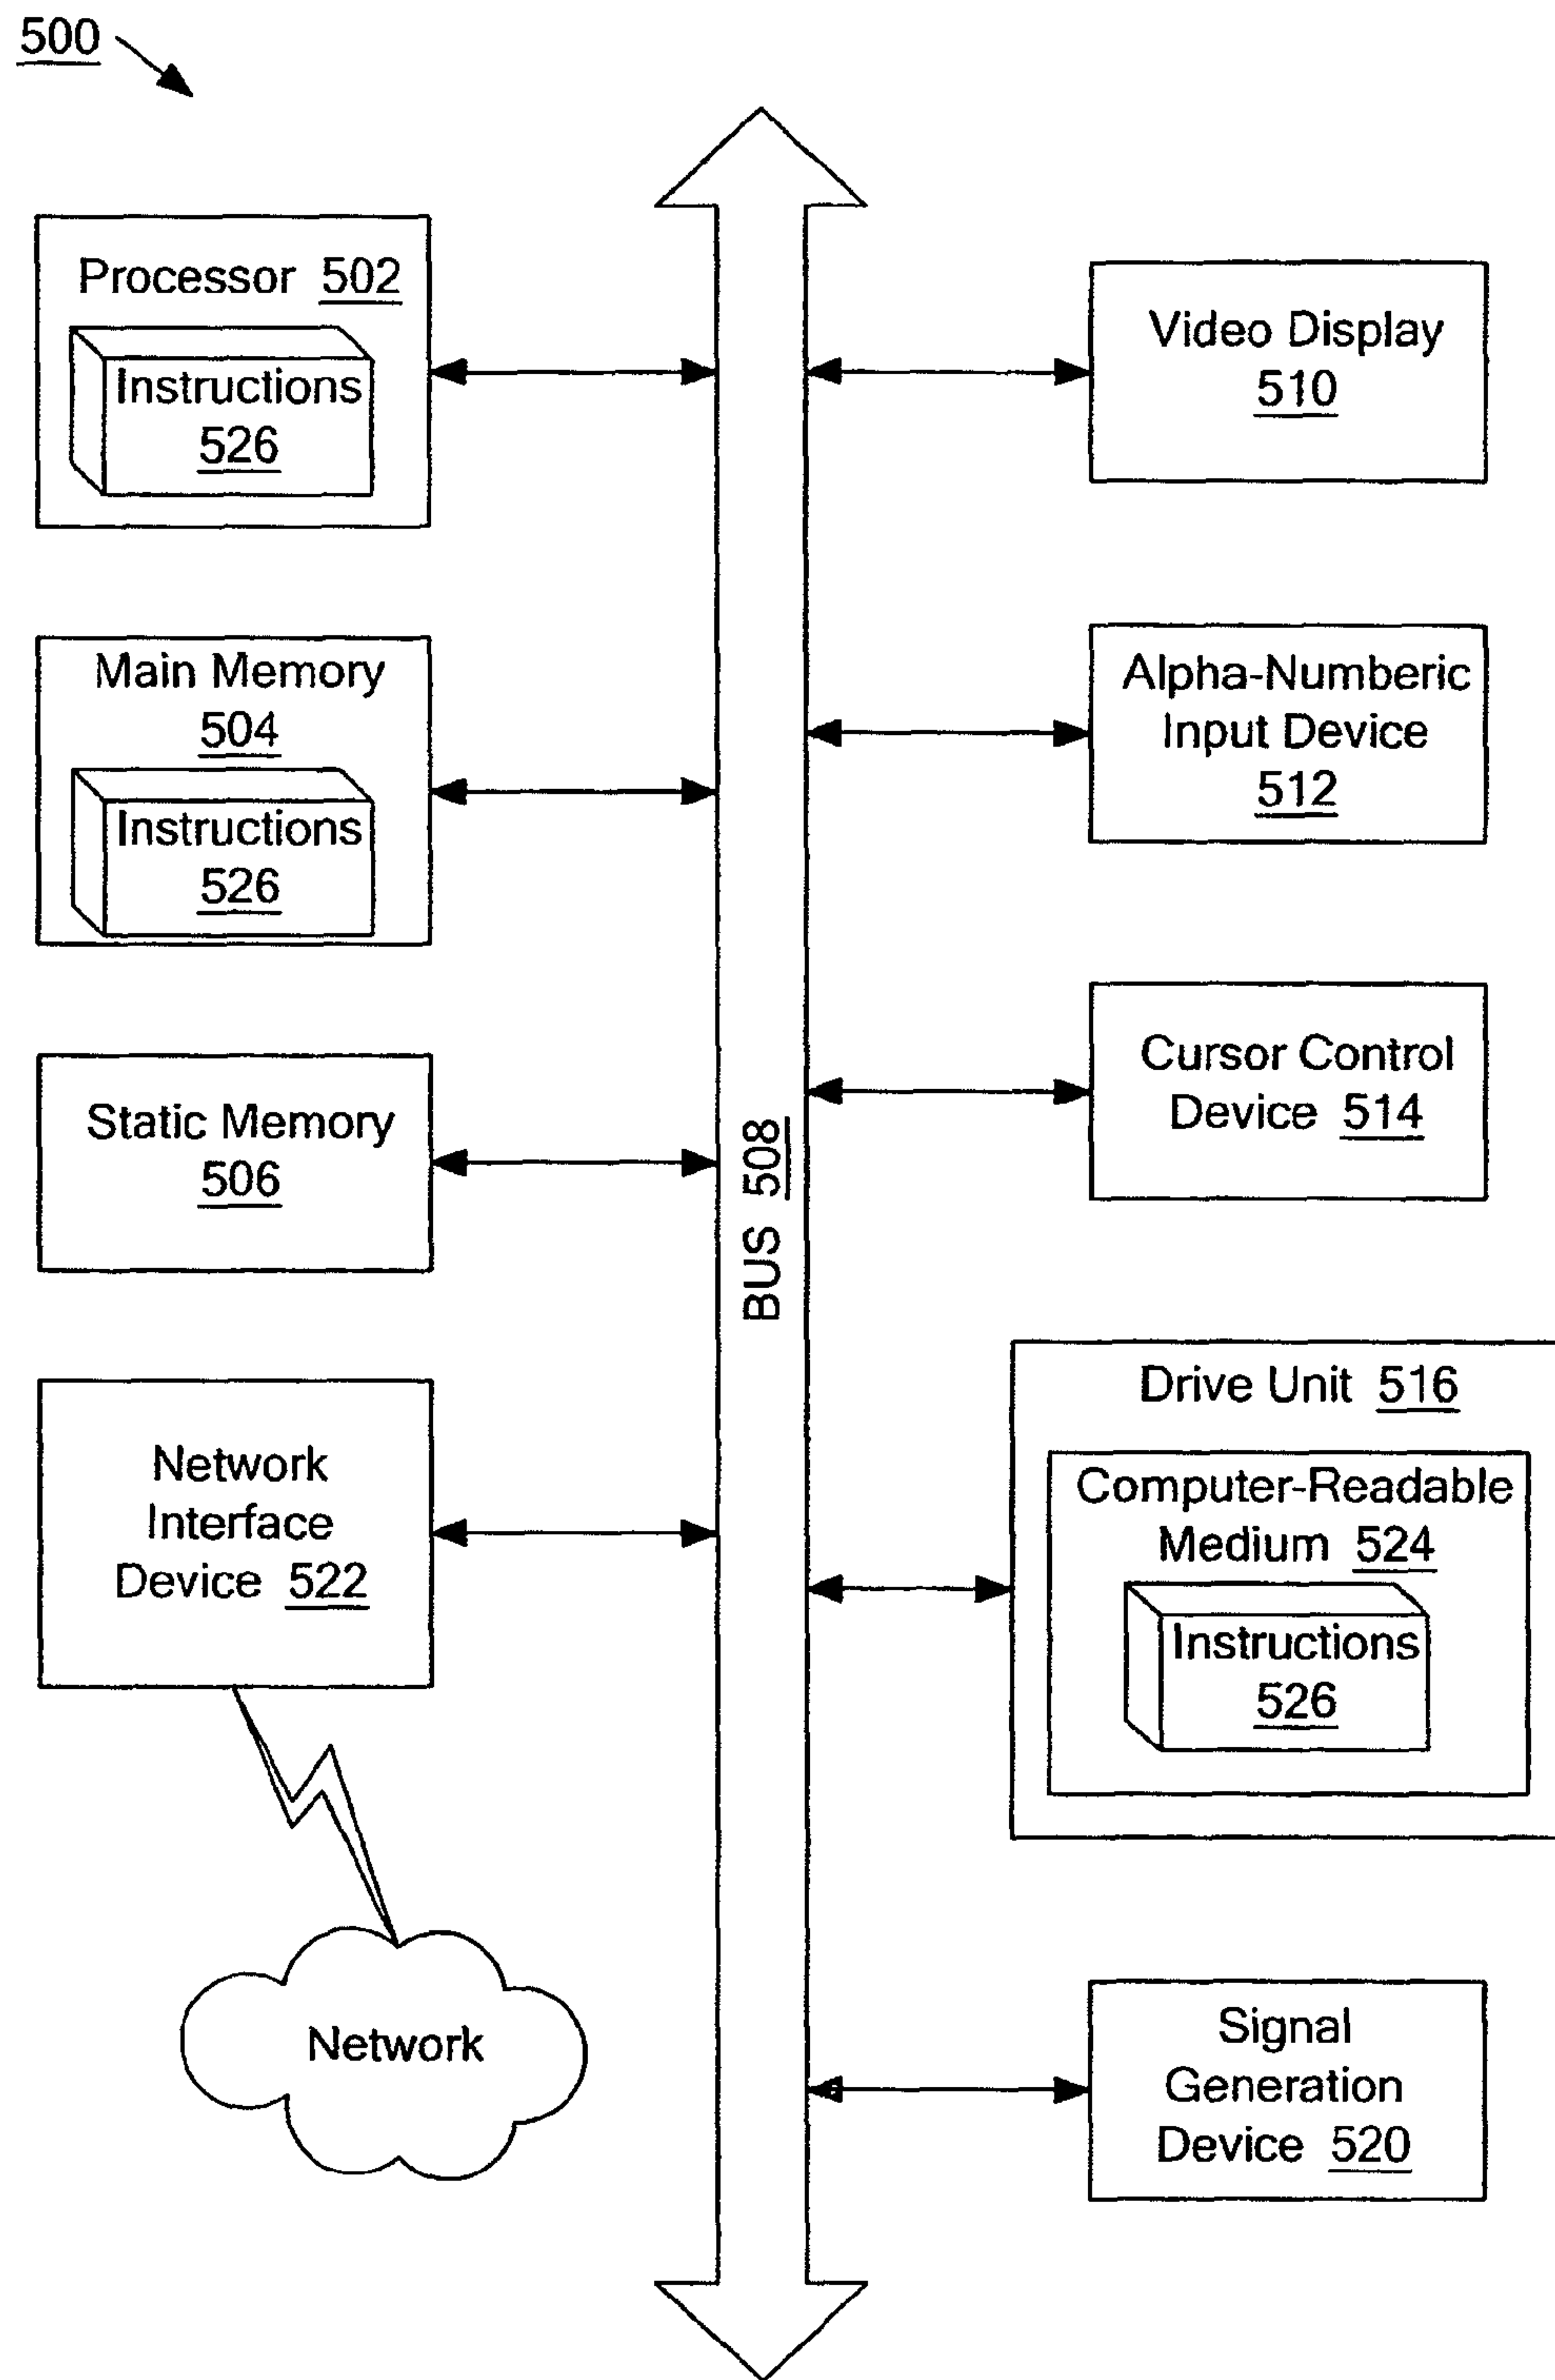 500
Processor 502
Instructions
526
Main Memory
504
Instructions
526
Static Memory
506
Network
Interface
Device 522
Network
BUS 508
Video Display
510
Alpha-Numberic
Input Device
512
Cursor Control
Device 514
Drive Unit 516
Computer-Readable
Medium 524
Instructions
526
Signal
Generation
Device 520